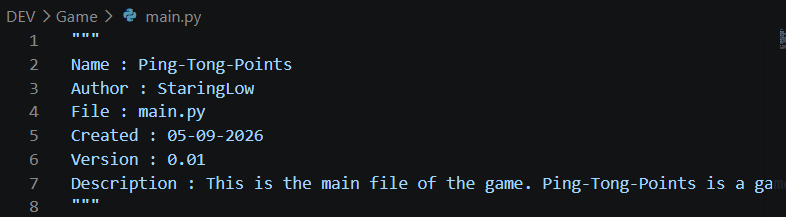 DEV > Game > main.py
1 """
2 Name : Ping-Tong-Points
3 Author : StaringLow
4 File : main.py
5 Created : 05-09-2026
6 Version : 0.01
7 Description : This is the main file of the game. Ping-Tong-Points is a ga
8 """